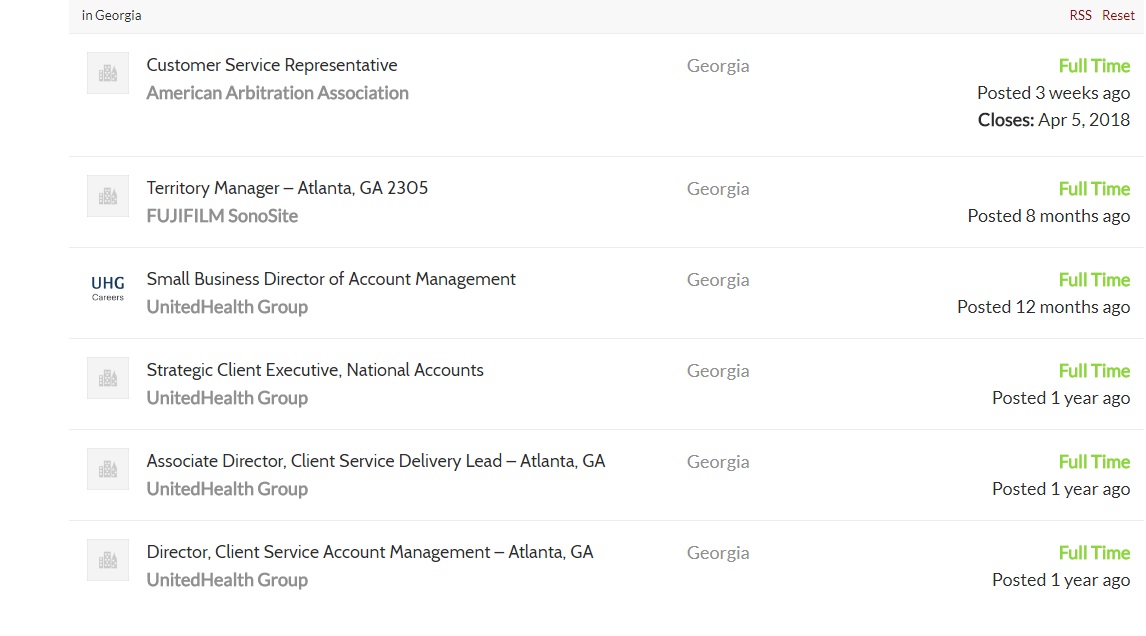 in Georgia RSS Reset
Customer Service Representative Georgia Full Time
American Arbitration Association Posted 3 weeks ago
Closes: Apr 5, 2018
Territory Manager – Atlanta, GA 2305 Georgia Full Time
FUJIFILM SonoSite Posted 8 months ago
UHG
Careers
Small Business Director of Account Management Georgia Full Time
UnitedHealth Group Posted 12 months ago
Strategic Client Executive, National Accounts Georgia Full Time
UnitedHealth Group Posted 1 year ago
Associate Director, Client Service Delivery Lead – Atlanta, GA Georgia Full Time
UnitedHealth Group Posted 1 year ago
Director, Client Service Account Management – Atlanta, GA Georgia Full Time
UnitedHealth Group Posted 1 year ago